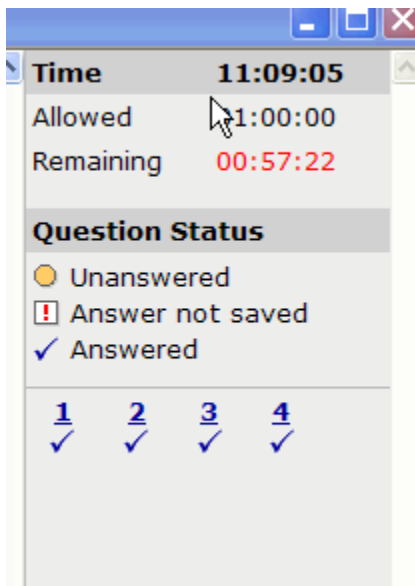 Time 11:09:05
Allowed 1:00:00
Remaining 00:57:22
Question Status
Unanswered
! Answer not saved
Answered
1 2 3 4